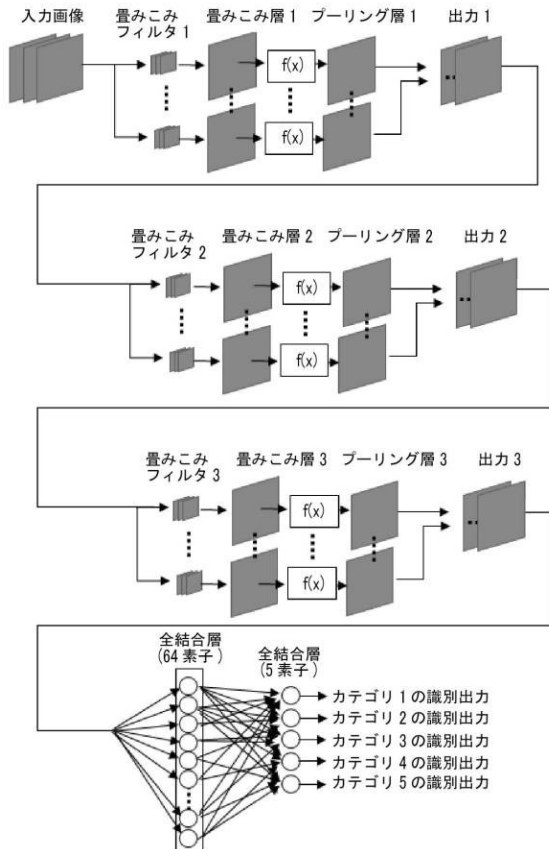 入力画像
畳みこみ
フィルタ1
畳みこみ層1
プーリング層1
出力1
f(x)
f(x)
畳みこみ
フィルタ2
畳みこみ層2
プーリング層2
出力2
f(x)
f(x)
畳みこみ
フィルタ3
畳みこみ層3
プーリング層3
出力3
f(x)
f(x)
全結合層
(64素子)
全結合層
(5素子)
カテゴリ1の識別出力
カテゴリ2の識別出力
カテゴリ3の識別出力
カテゴリ4の識別出力
カテゴリ5の識別出力